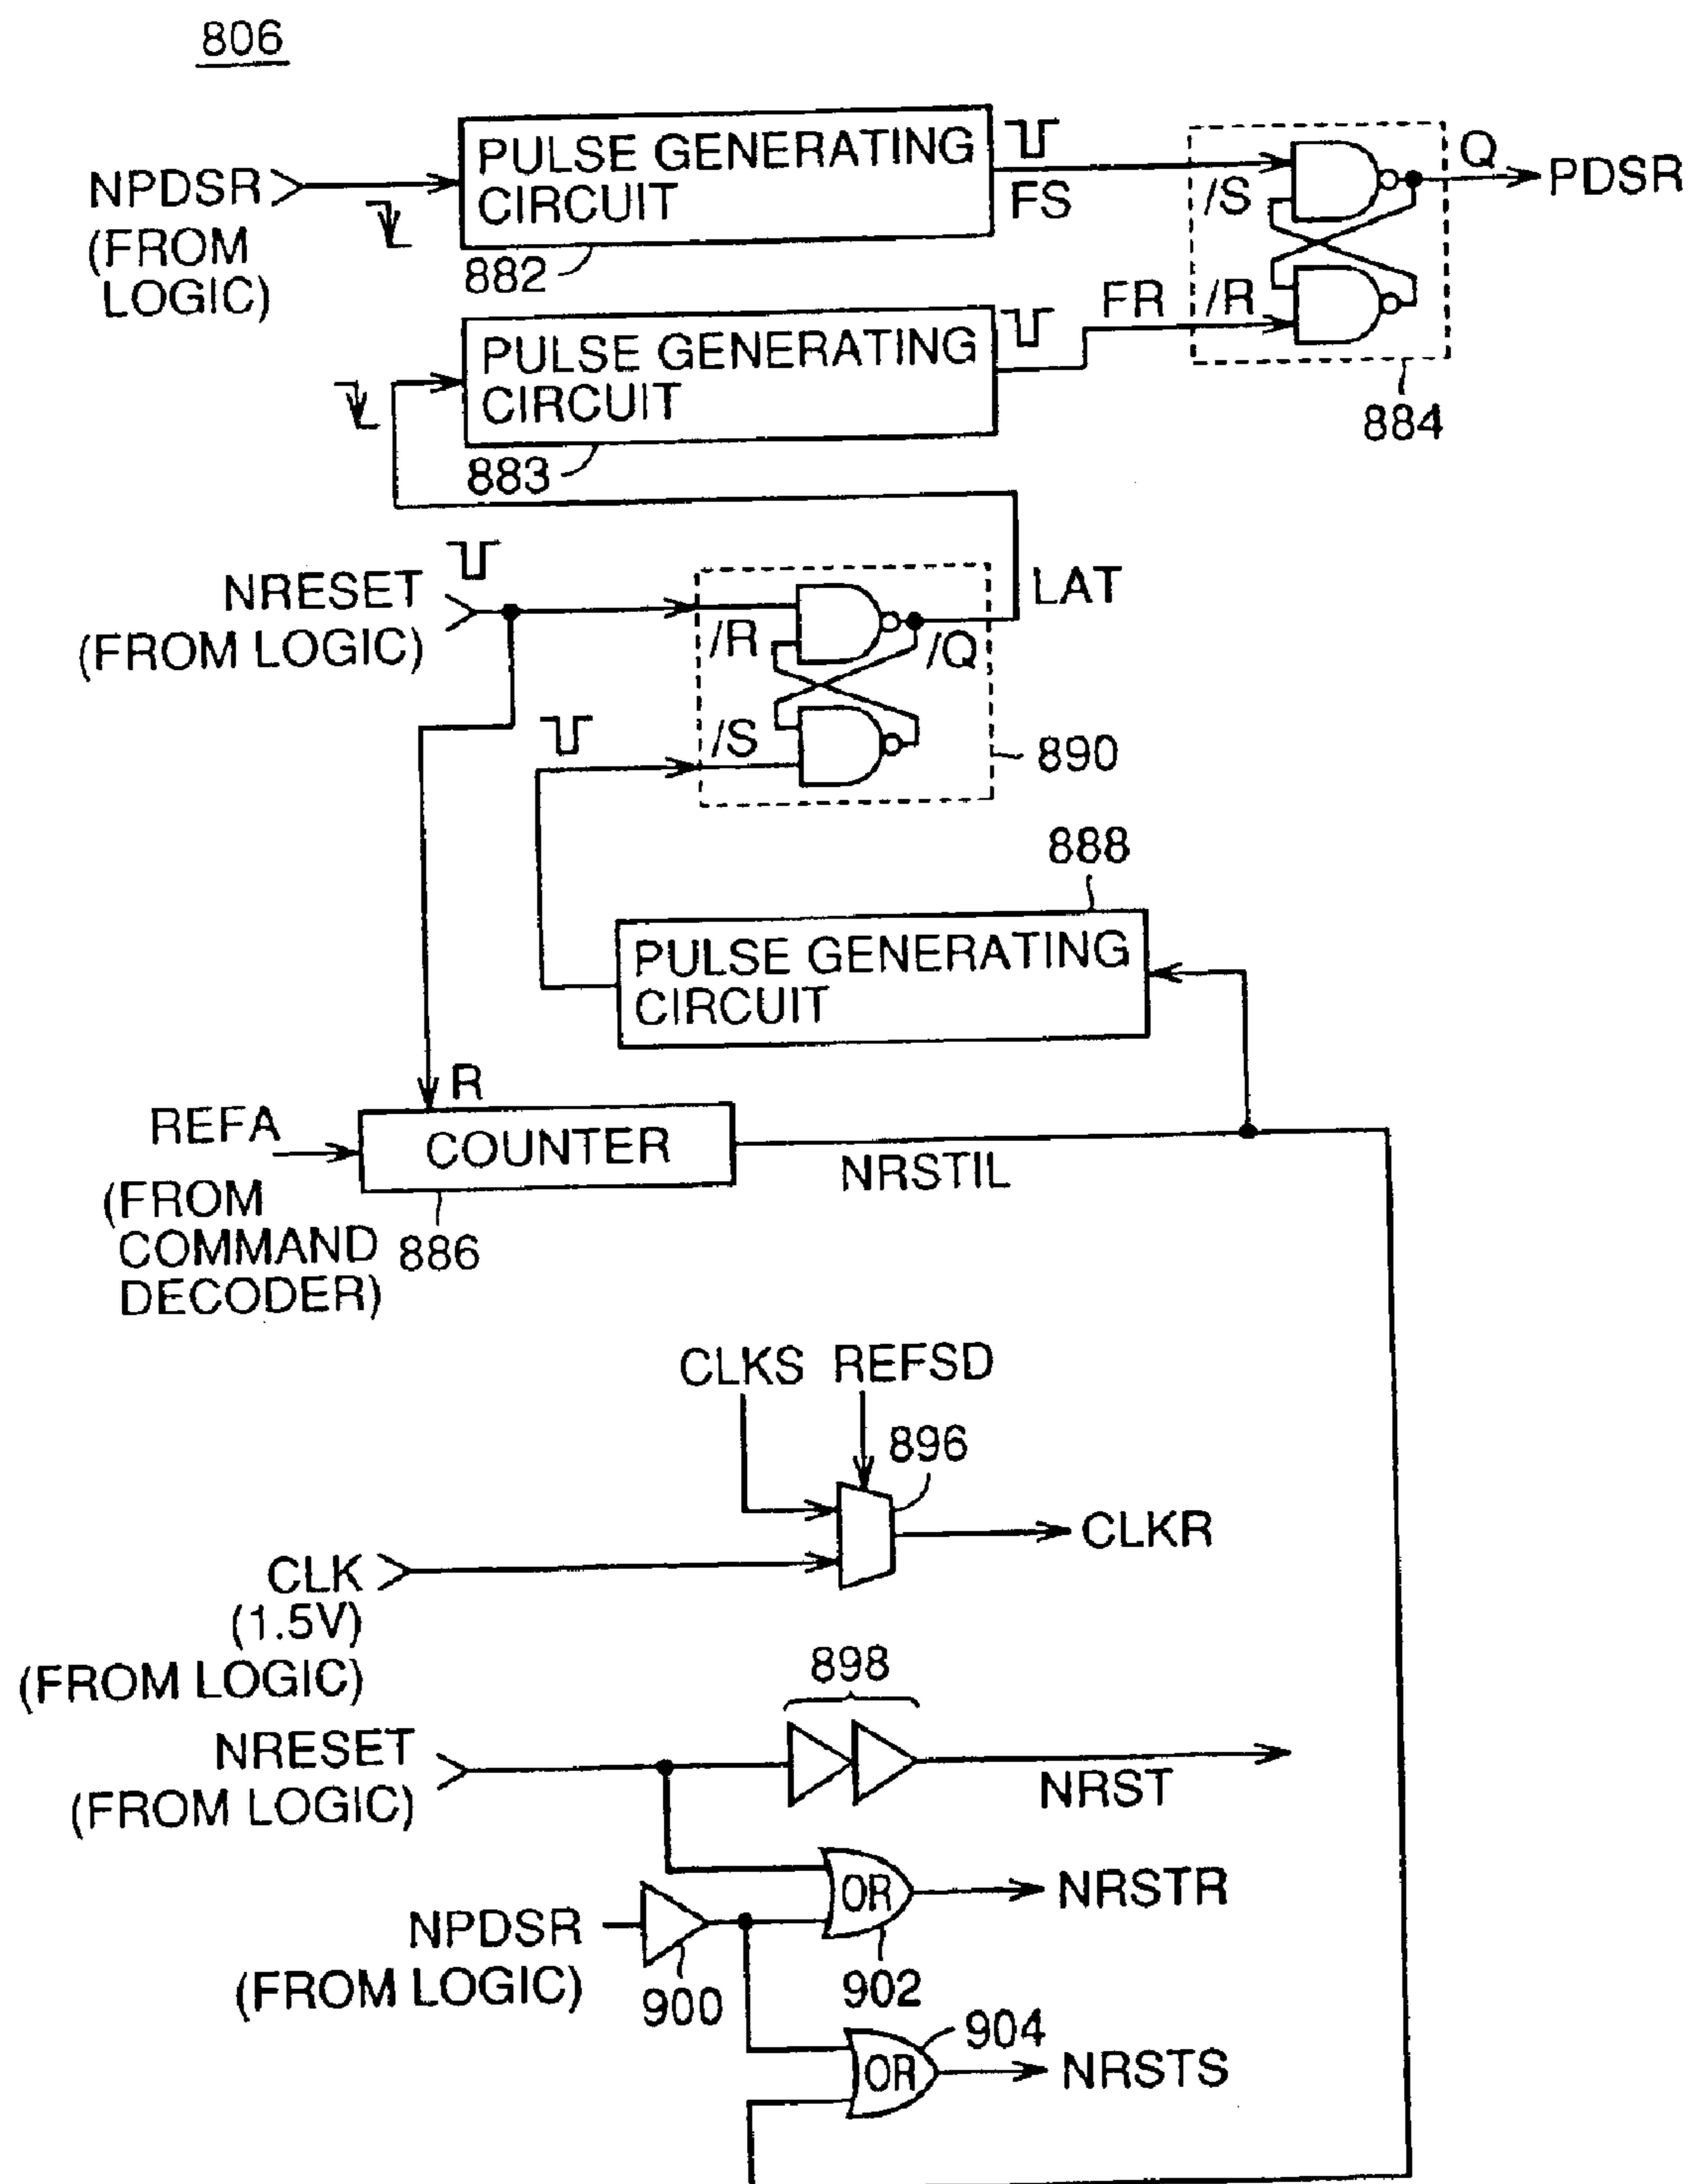 806
NPDSR
(FROM
LOGIC)
PULSE GENERATING
CIRCUIT
882
FS
/S
Q
PDSR
PULSE GENERATING
CIRCUIT
883
FR
/R
884
NRESET
(FROM LOGIC)
/R
/Q
LAT
/S
890
888
PULSE GENERATING
CIRCUIT
R
REFA
(FROM
COMMAND
DECODER)
COUNTER
886
NRSTIL
CLKS
REFSD
896
CLKR
CLK
(1.5V)
(FROM LOGIC)
898
NRESET
(FROM LOGIC)
NRST
OR
NRSTR
902
NPDSR
(FROM LOGIC)
900
904
OR
NRSTS